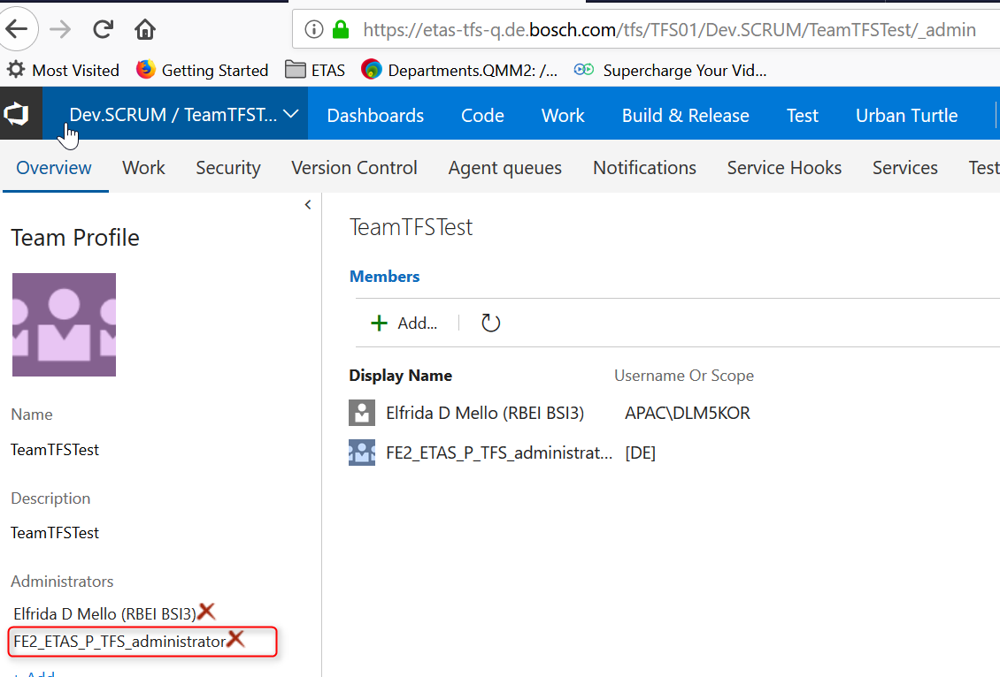 https://etas-tfs-q.de.bosch.com/tfs/TFS01/Dev.SCRUM/TeamTFSTest/_admin
Most Visited Getting Started ETAS Departments.QMM2: /... Supercharge Your Vid...
Dev.SCRUM / TeamTFST... Dashboards Code Work Build & Release Test Urban Turtle
Overview Work Security Version Control Agent queues Notifications Service Hooks Services Test
Team Profile
Name
TeamTFSTest
Description
TeamTFSTest
Administrators
Elfrida D Mello (RBEI BSI3)
FE2_ETAS_P_TFS_administrator
+ Add
TeamTFSTest
Members
+ Add...
Display Name Username Or Scope
Elfrida D Mello (RBEI BSI3) APAC\DLM5KOR
FE2_ETAS_P_TFS_administrat... [DE]